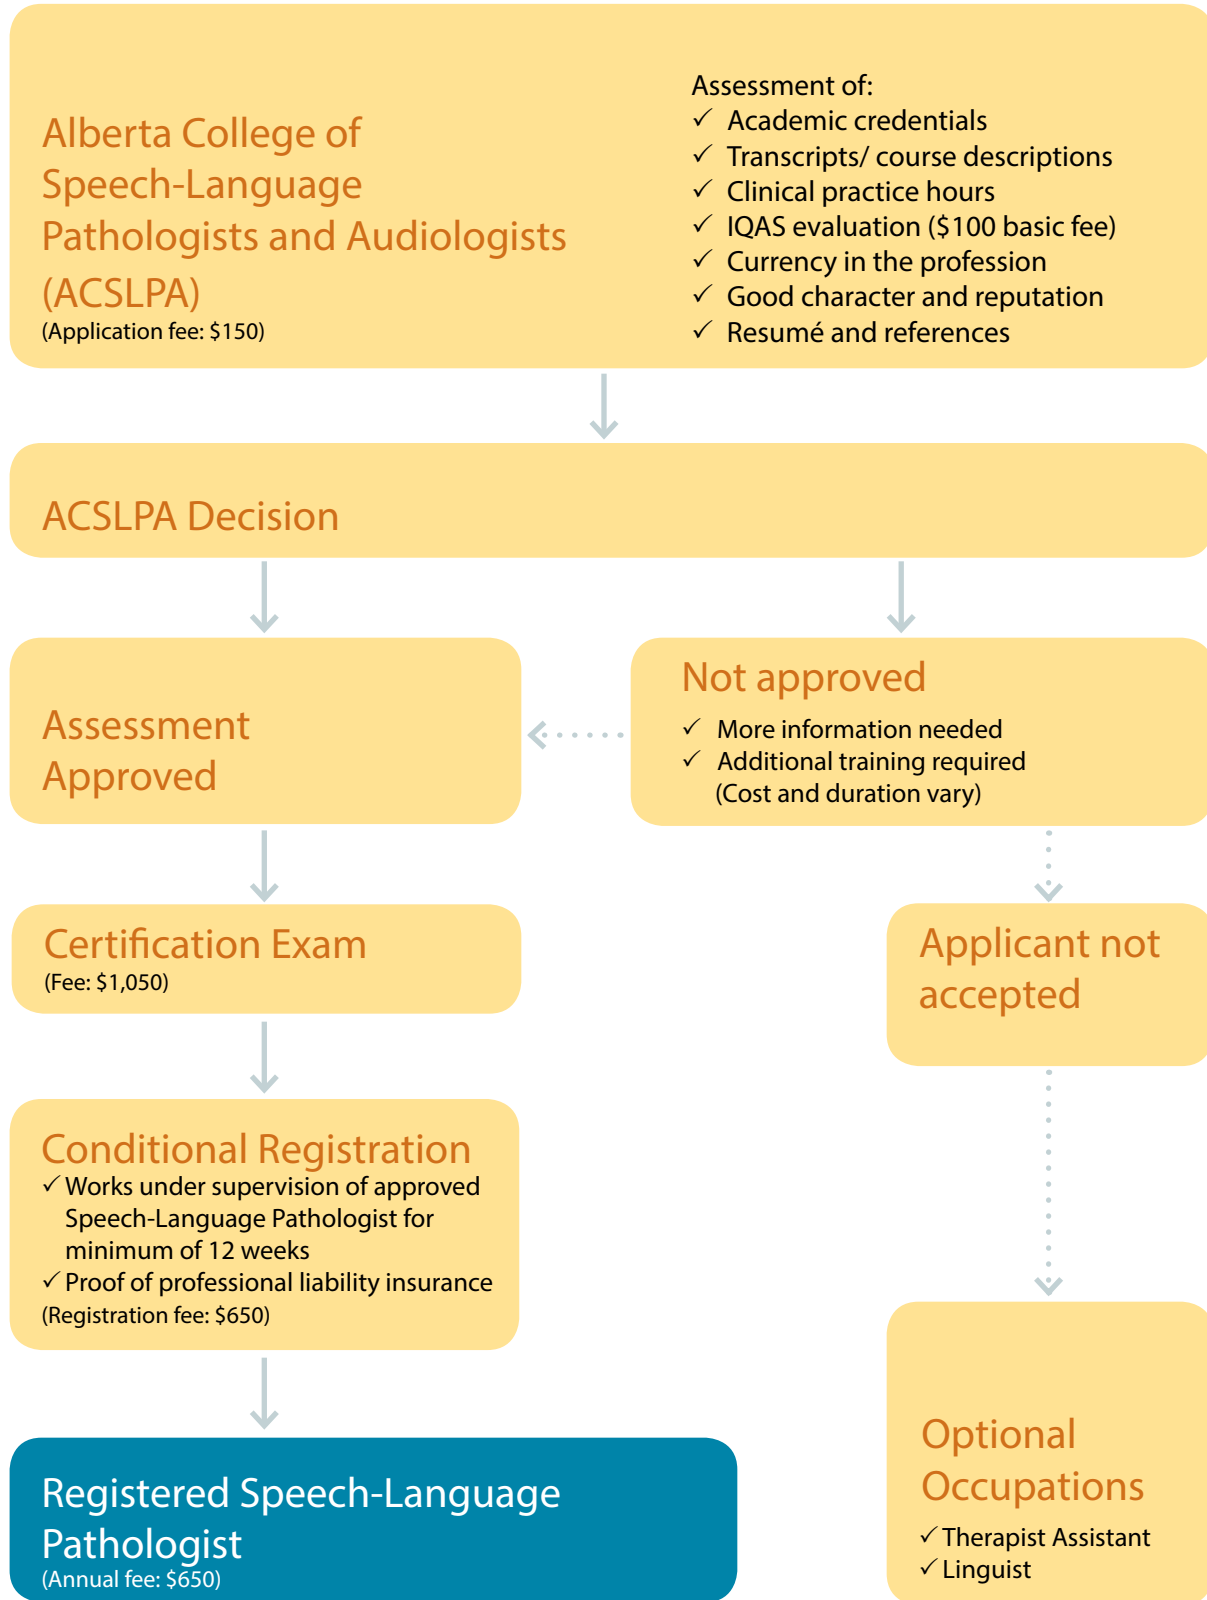 Alberta College of
Speech-Language
Pathologists and Audiologists
(ACSLPA)
(Application fee: $150)
Assessment of:
✓ Academic credentials
✓ Transcripts/ course descriptions
✓ Clinical practice hours
✓ IQAS evaluation ($100 basic fee)
✓ Currency in the profession
✓ Good character and reputation
✓ Resumé and references
ACSLPA Decision
Assessment
Approved
Not approved
✓ More information needed
✓ Additional training required
(Cost and duration vary)
Certification Exam
(Fee: $1,050)
Applicant not
accepted
Conditional Registration
✓ Works under supervision of approved
Speech-Language Pathologist for
minimum of 12 weeks
✓ Proof of professional liability insurance
(Registration fee: $650)
Registered Speech-Language
Pathologist
(Annual fee: $650)
Optional
Occupations
✓ Therapist Assistant
✓ Linguist